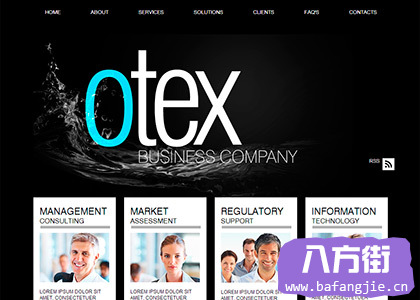 HOME ABOUT SERVICES SOLUTIONS CLIENTS FAQ'S CONTACTS
otex
BUSINESS COMPANY
RSS
MANAGEMENT
CONSULTING
LOREM IPSUM DOLOR SIT
AMET, CONSECTETUER
MARKET
ASSESSMENT
LOREM IPSUM DOLOR SIT
AMET, CONSECTETUER
REGULATORY
SUPPORT
LOREM IPSUM DOLOR SIT
AMET, CONSECTETUER
INFORMATION
TECHNOLOGY
八方街
www.bafangjie.cn